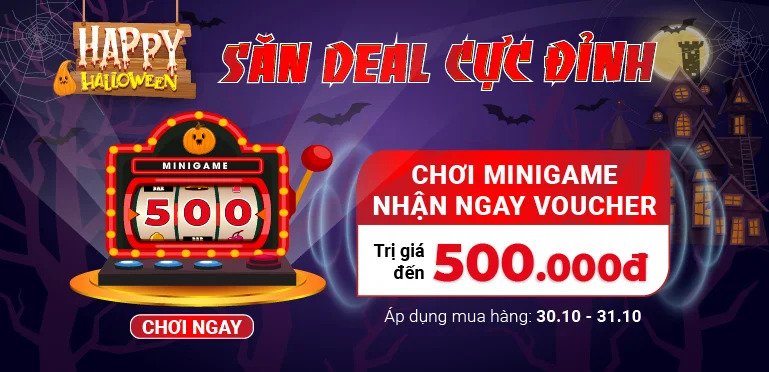 HAPPY
HALLOWEEN
SĂN DEAL CỰC ĐỈNH
MINIGAME
500
CHƠI NGAY
CHƠI MINIGAME
NHẬN NGAY VOUCHER
Trị giá
đến
500.000đ
Áp dụng mua hàng: 30.10 - 31.10